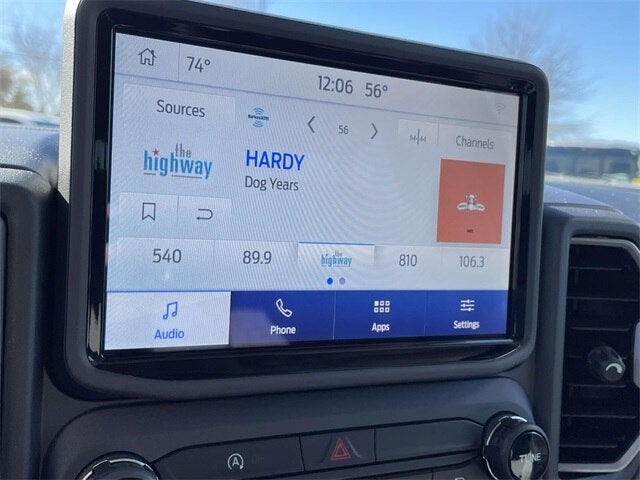 74° 12:06 56°
Sources
SiriusXM
56
Channels
the
highway
HARDY
Dog Years
540 89.9 the highway 810 106.3
Audio Phone Apps Settings
A
TUNE